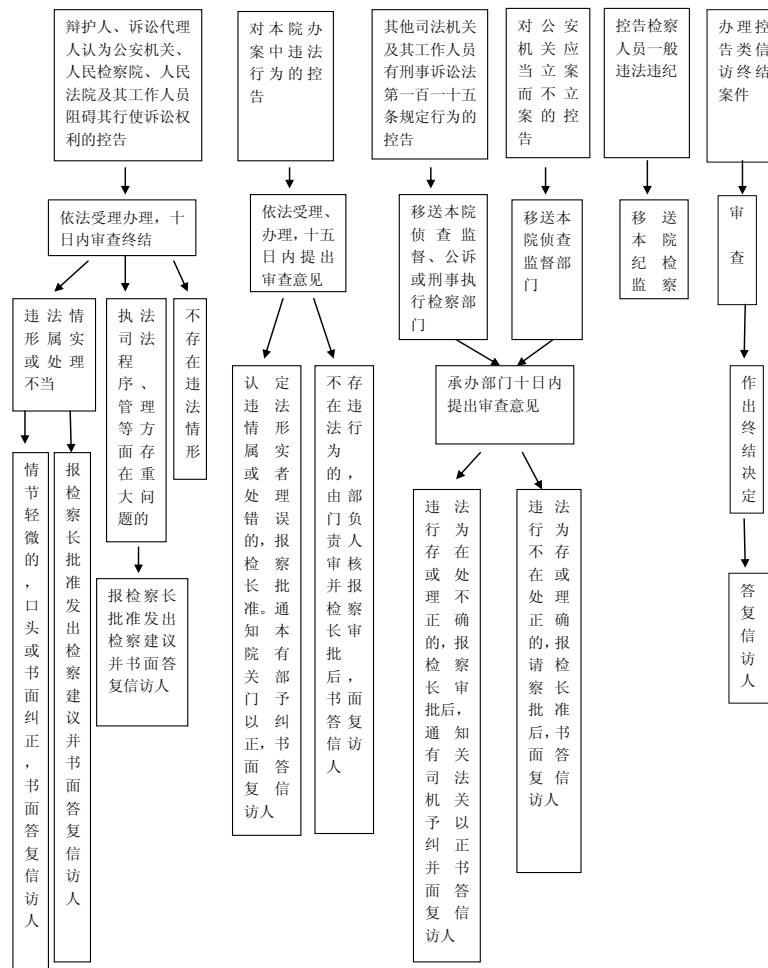 辩护人、诉讼代理
人认为公安机关、
人民检察院、人民
法院及其工作人员
阻碍其行使诉讼权
利的控告
对本院办
案中违法
行为的控
告
其他司法机关
及其工作人员
有刑事诉讼法
第一百一十五
条规定行为的
控告
对公安
机关应
当立案
而不立
案的控
告
控告检察
人员一般
违法违纪
办理控
告类信
访终结
案件
依法受理办理，十
日内审查终结
依法受理、
办理，十五
日内提出
审查意见
移送本院
侦查监
督、公诉
或刑事执
行检察部
门
移送本
院侦查
监督部
门
移送
本院
纪检
监察
审
查
违法情
形属实
或处理
不当
执法
司法
程序、
管理
等方
面存
在重
大问
题的
不
存
在
违
法
情
形
认定
违法
情形
属实
或者
处理
错误
的，报
检察
长批
准。通
知本
院有
关部
门予
以纠
正，书
面答
复信
访人
不存
在违
法行
为
的，
由部
门负
责人
审核
并报
检察
长审
批
后，
书面
答复
信访
人
承办部门十日内
提出审查意见
作
出
终
结
决
定
情
节
轻
微
的，
口
头
或
书
面
纠
正，
书
面
答
复
信
访
人
报
检
察
长
批
准
发
出
检
察
建
议
并
书
面
答
复
信
访
人
报检察长
批准发出
检察建议
并书面答
复信访人
违法
行为
存在
或处
理不
正确
的，报
检察
长审
批后，
通知
有关
司法
机关
予以
纠正
并书
面答
复信
访人
违法
行为
不存
在或
处理
正确
的，报
请检
察长
批准
后，书
面答
复信
访人
答
复
信
访
人